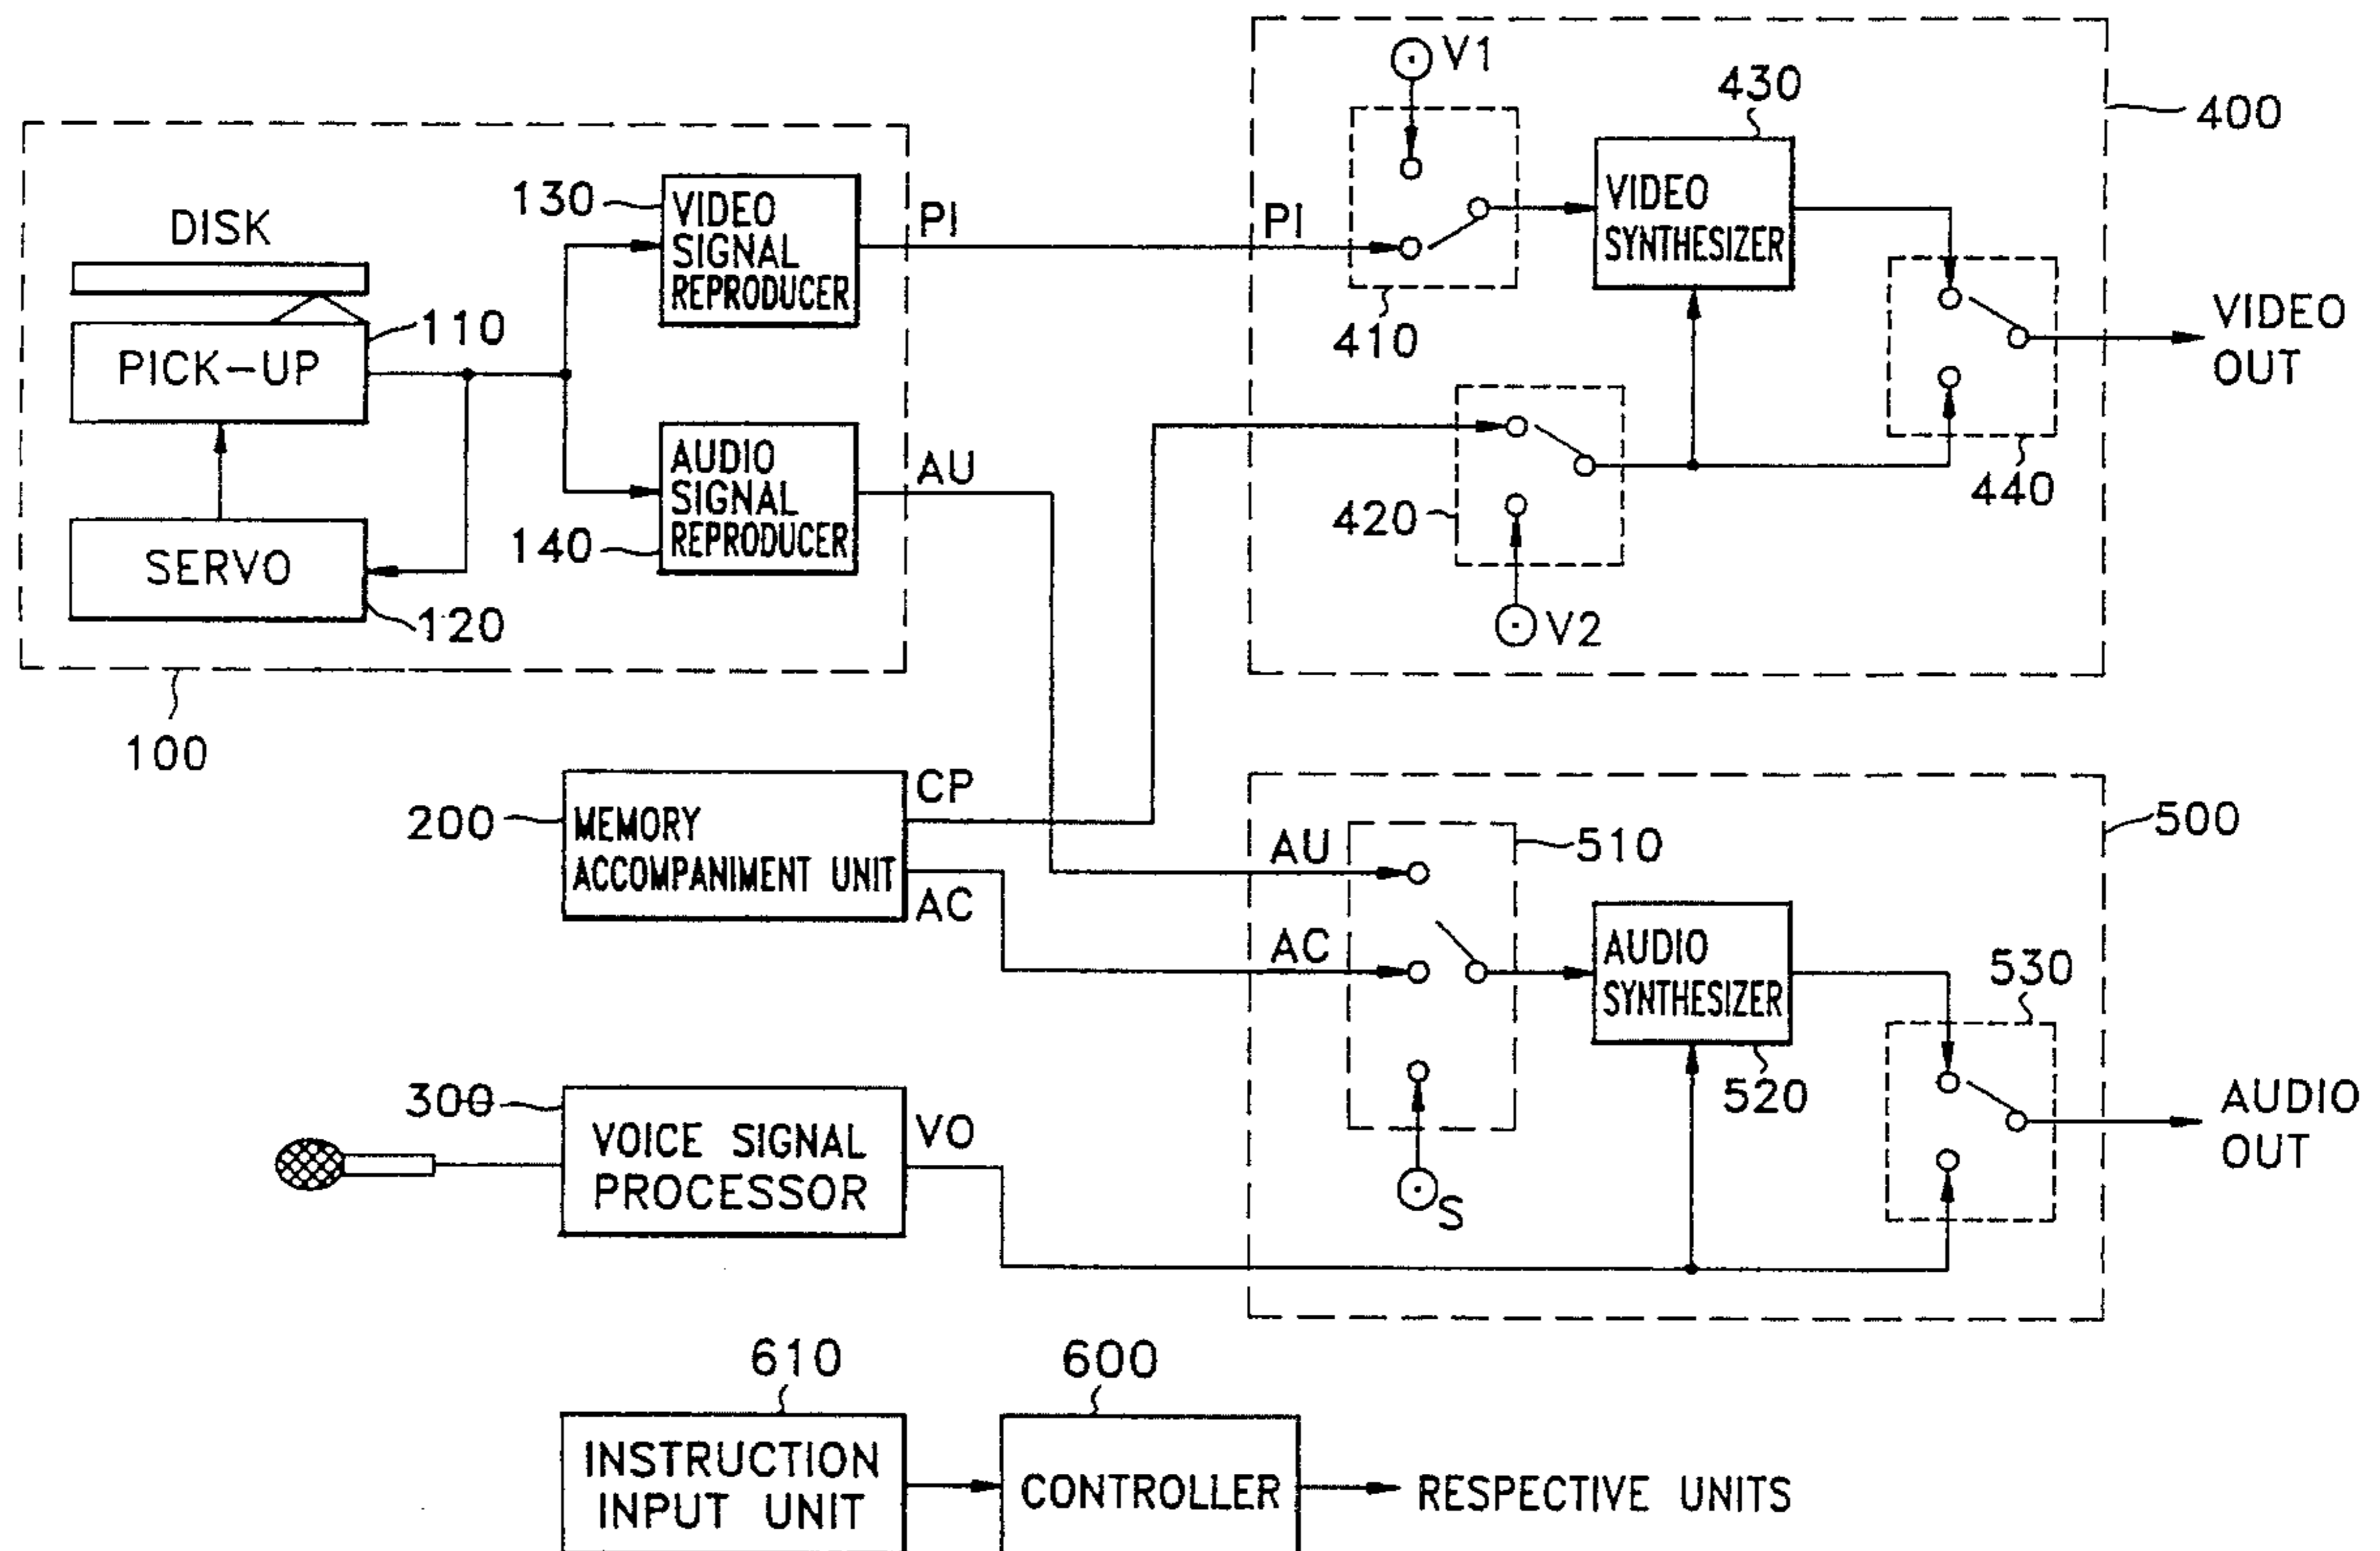 V1
430
400
130
VIDEO
SIGNAL
REPRODUCER
PI
PI
VIDEO
SYNTHESIZER
DISK
410
VIDEO
OUT
110
PICK-UP
AUDIO
SIGNAL
REPRODUCER
AU
420
440
140
SERVO
120
V2
100
CP
200
MEMORY
ACCOMPANIMENT UNIT
AC
AU
510
500
AC
AUDIO
SYNTHESIZER
530
520
300
VO
VOICE SIGNAL
PROCESSOR
S
AUDIO
OUT
610
600
INSTRUCTION
INPUT UNIT
CONTROLLER
RESPECTIVE UNITS